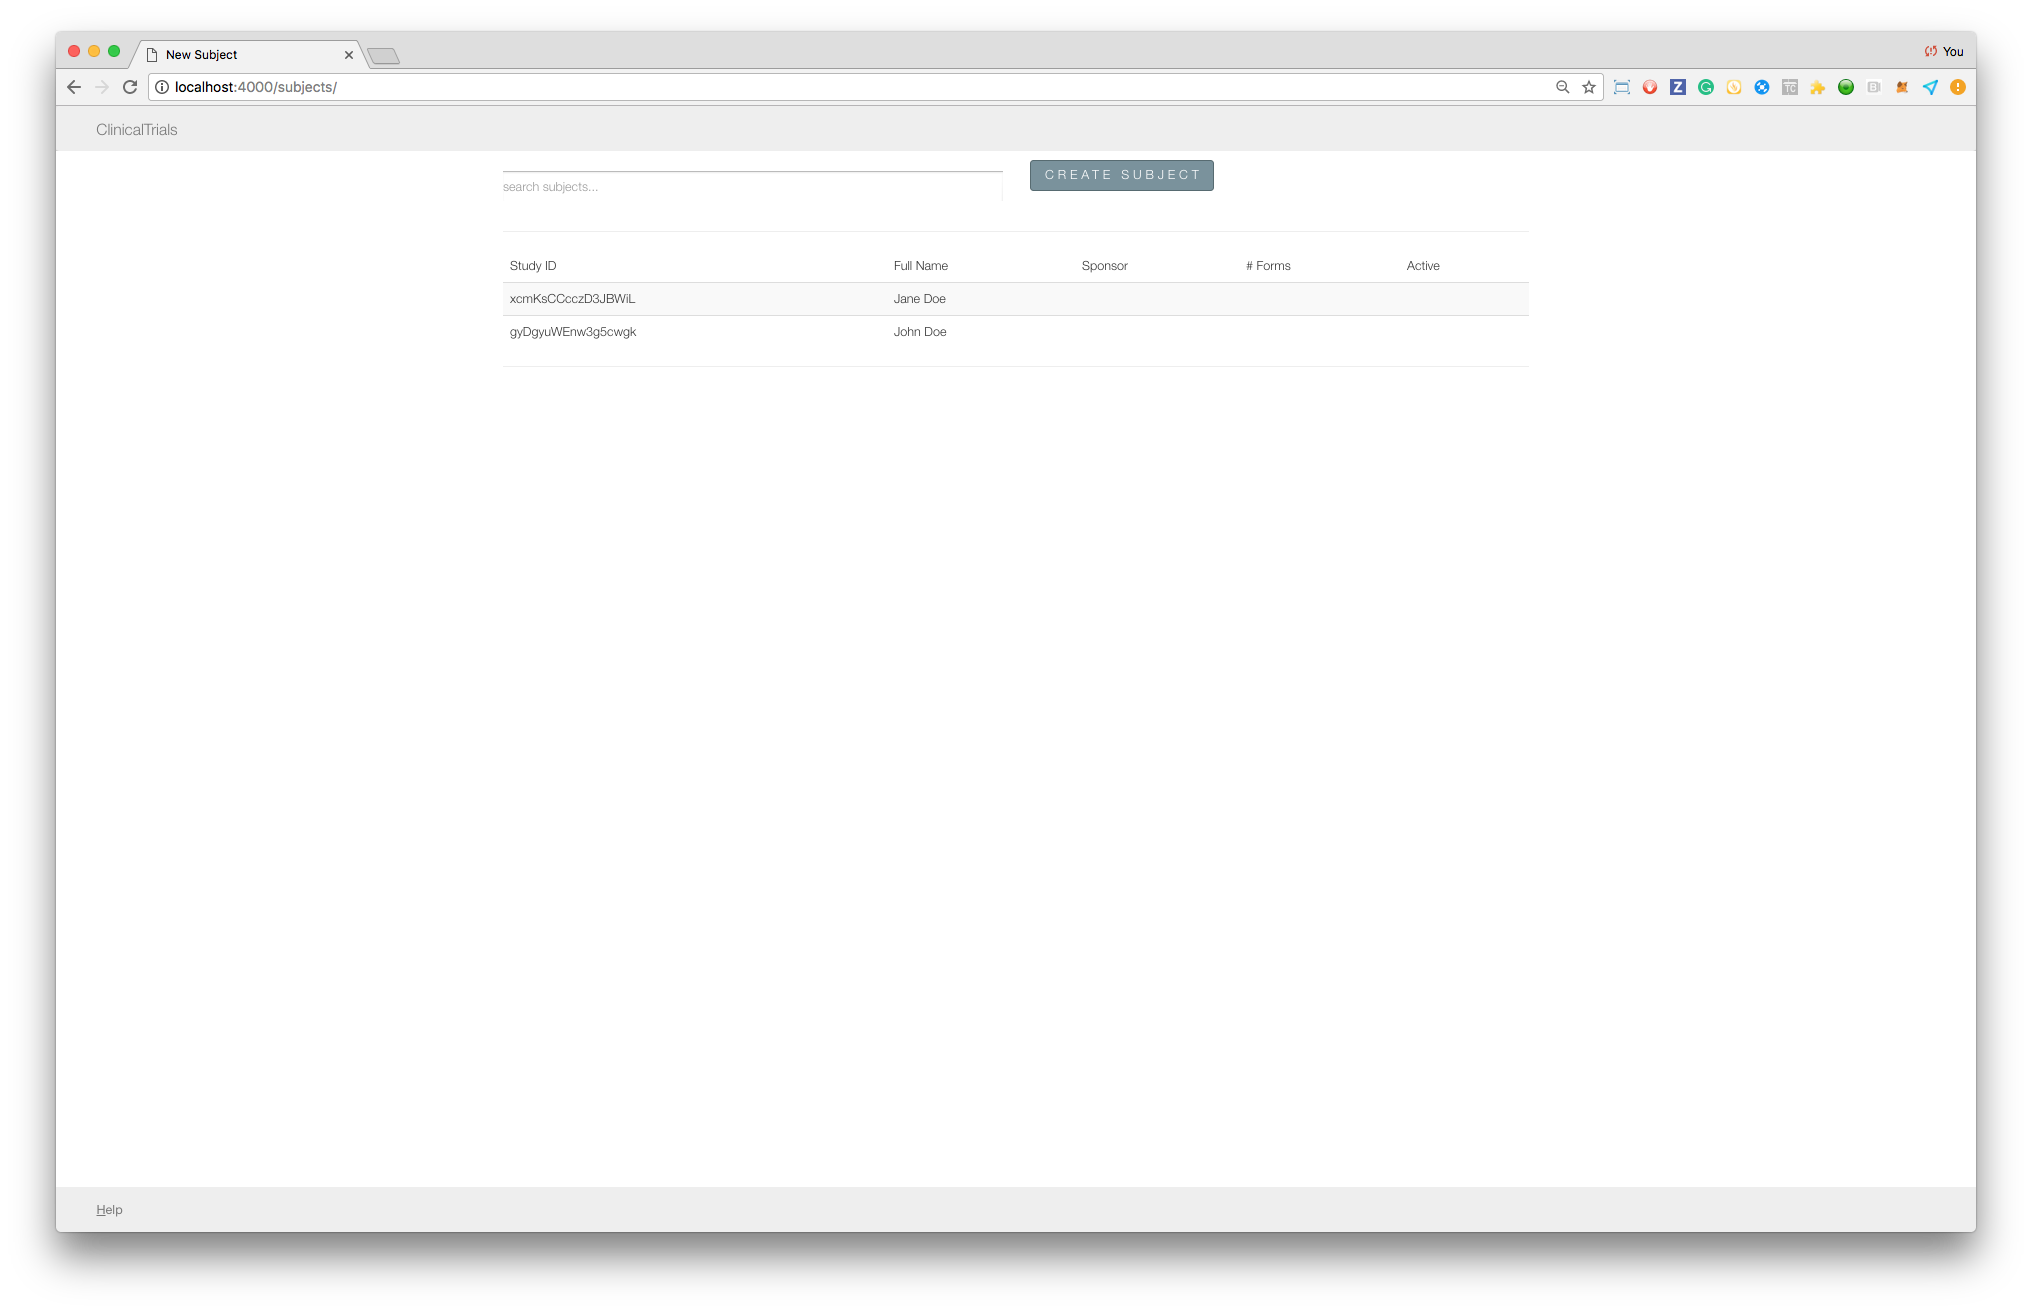 New Subject
You
localhost:4000/subjects/
ClinicalTrials
search subjects...
CREATE SUBJECT
Study ID Full Name Sponsor # Forms Active
xcmKsCCcczD3JBWiL Jane Doe
gyDgyuWEnw3g5cwgk John Doe
Help